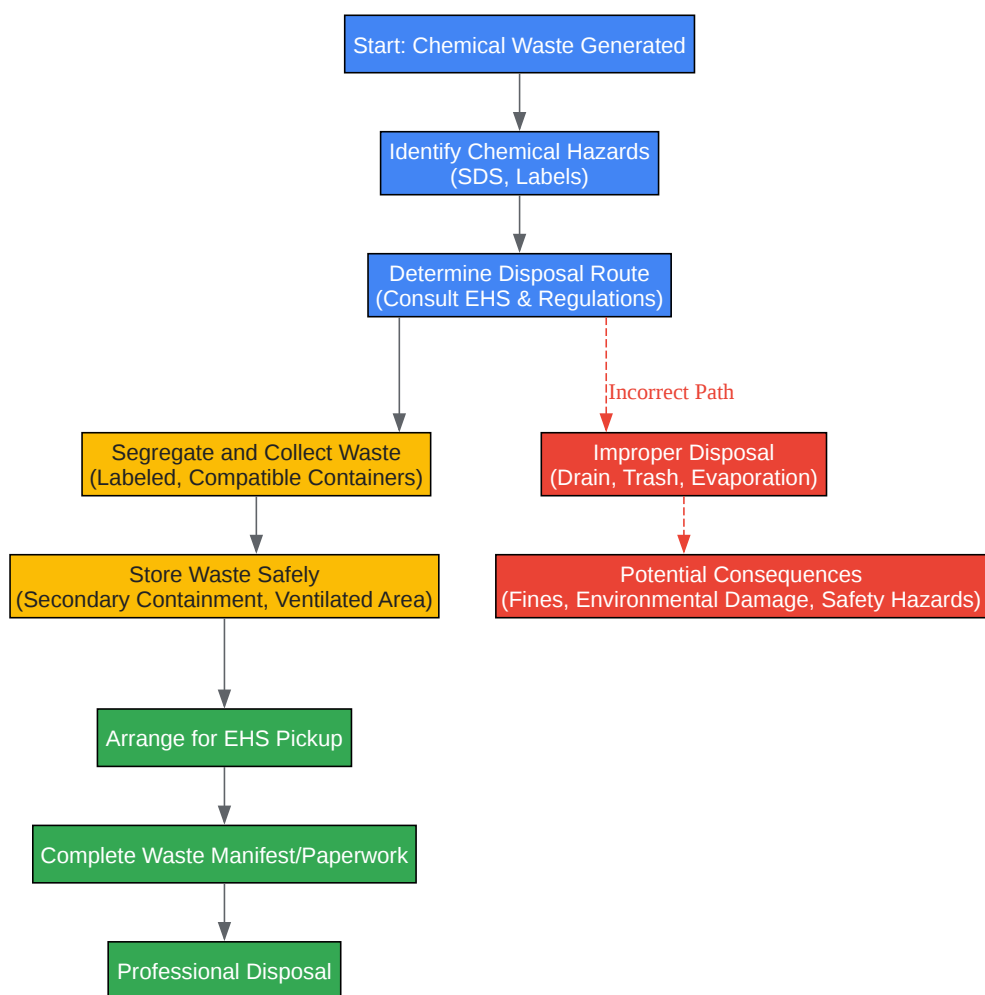 Start: Chemical Waste Generated
Identify Chemical Hazards
(SDS, Labels)
Determine Disposal Route
(Consult EHS & Regulations)
Incorrect Path
Segregate and Collect Waste
(Labeled, Compatible Containers)
Improper Disposal
(Drain, Trash, Evaporation)
Store Waste Safely
(Secondary Containment, Ventilated Area)
Potential Consequences
(Fines, Environmental Damage, Safety Hazards)
Arrange for EHS Pickup
Complete Waste Manifest/Paperwork
Professional Disposal